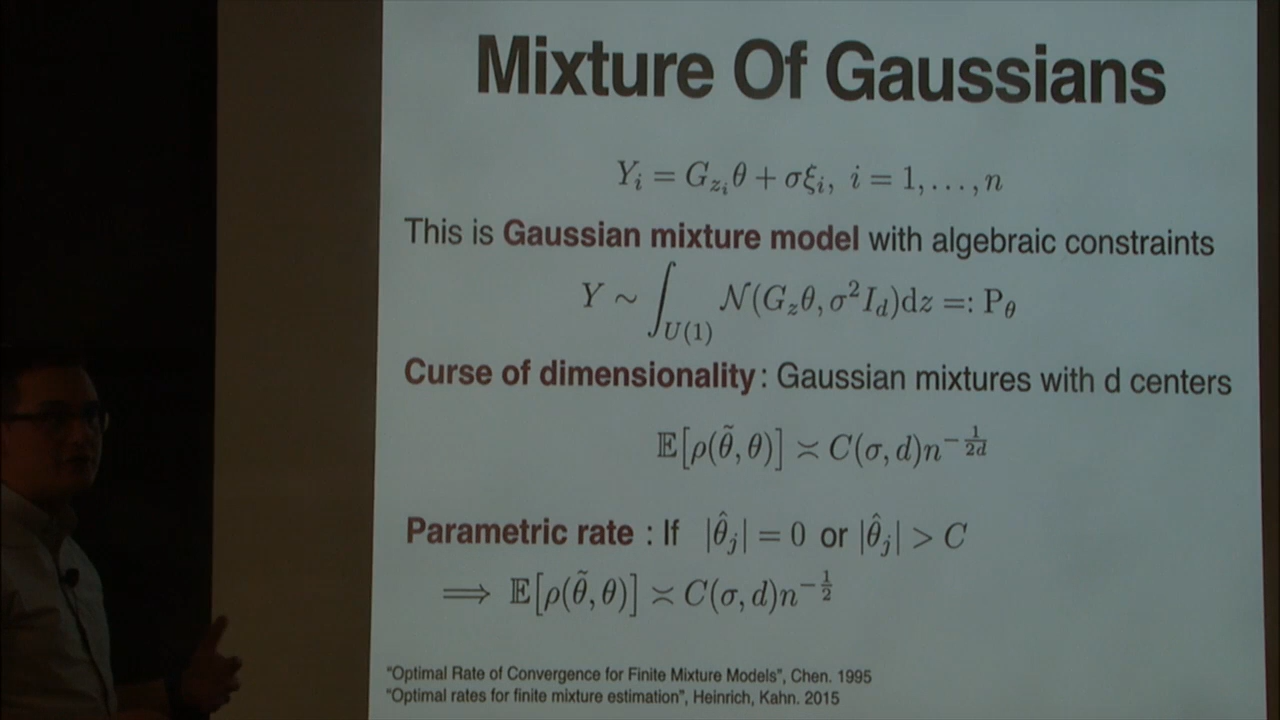 Mixture Of Gaussians
Y_i = G_{z_i}θ + σξ_i, i = 1, . . . , n
This is Gaussian mixture model with algebraic constraints
Y ∼ ∫_{U(1)} 𝒩(G_zθ, σ²I_d)dz =: P_θ
Curse of dimensionality : Gaussian mixtures with d centers
𝔼[ρ(θ̃, θ)] ≍ C(σ, d)n^{−\frac{1}{2d}}
Parametric rate : If |θ̂_j| = 0 or |θ̂_j| > C
⟹ 𝔼[ρ(θ̃, θ)] ≍ C(σ, d)n^{−\frac{1}{2}}
"Optimal Rate of Convergence for Finite Mixture Models", Chen. 1995
"Optimal rates for finite mixture estimation", Heinrich, Kahn. 2015